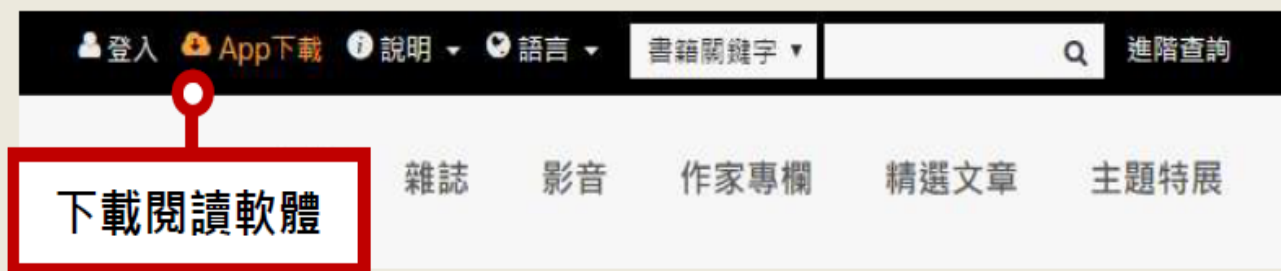 登入 App下載 說明 語言 書籍關鍵字 進階查詢
雜誌 影音 作家專欄 精選文章 主題特展
下載閱讀軟體